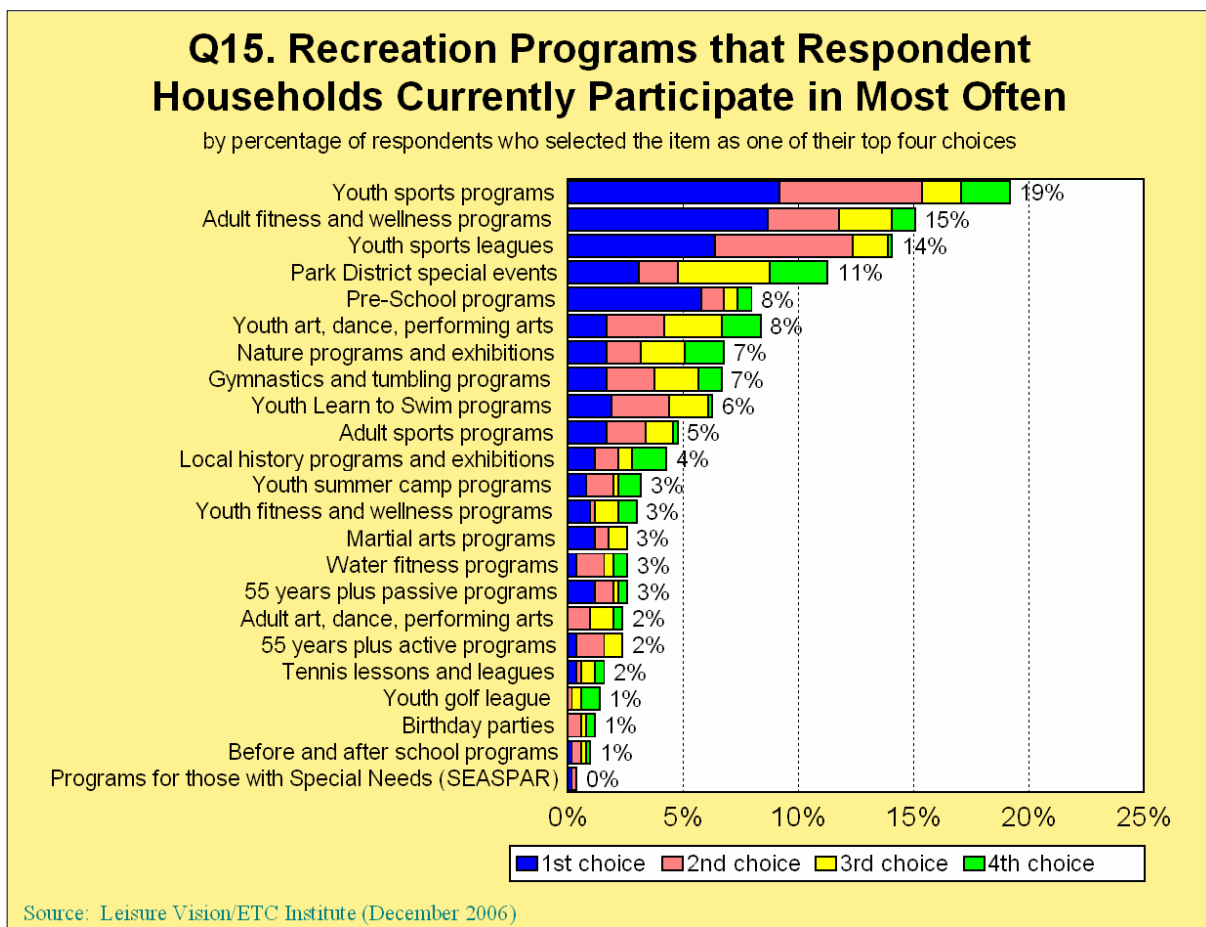 Q15. Recreation Programs that Respondent
Households Currently Participate in Most Often
by percentage of respondents who selected the item as one of their top four choices
Youth sports programs 19%
Adult fitness and wellness programs 15%
Youth sports leagues 14%
Park District special events 11%
Pre-School programs 8%
Youth art, dance, performing arts 8%
Nature programs and exhibitions 7%
Gymnastics and tumbling programs 7%
Youth Learn to Swim programs 6%
Adult sports programs 5%
Local history programs and exhibitions 4%
Youth summer camp programs 3%
Youth fitness and wellness programs 3%
Martial arts programs 3%
Water fitness programs 3%
55 years plus passive programs 3%
Adult art, dance, performing arts 2%
55 years plus active programs 2%
Tennis lessons and leagues 2%
Youth golf league 1%
Birthday parties 1%
Before and after school programs 1%
Programs for those with Special Needs (SEASPAR) 0%
0% 5% 10% 15% 20% 25%
1st choice 2nd choice 3rd choice 4th choice
Source: Leisure Vision/ETC Institute (December 2006)